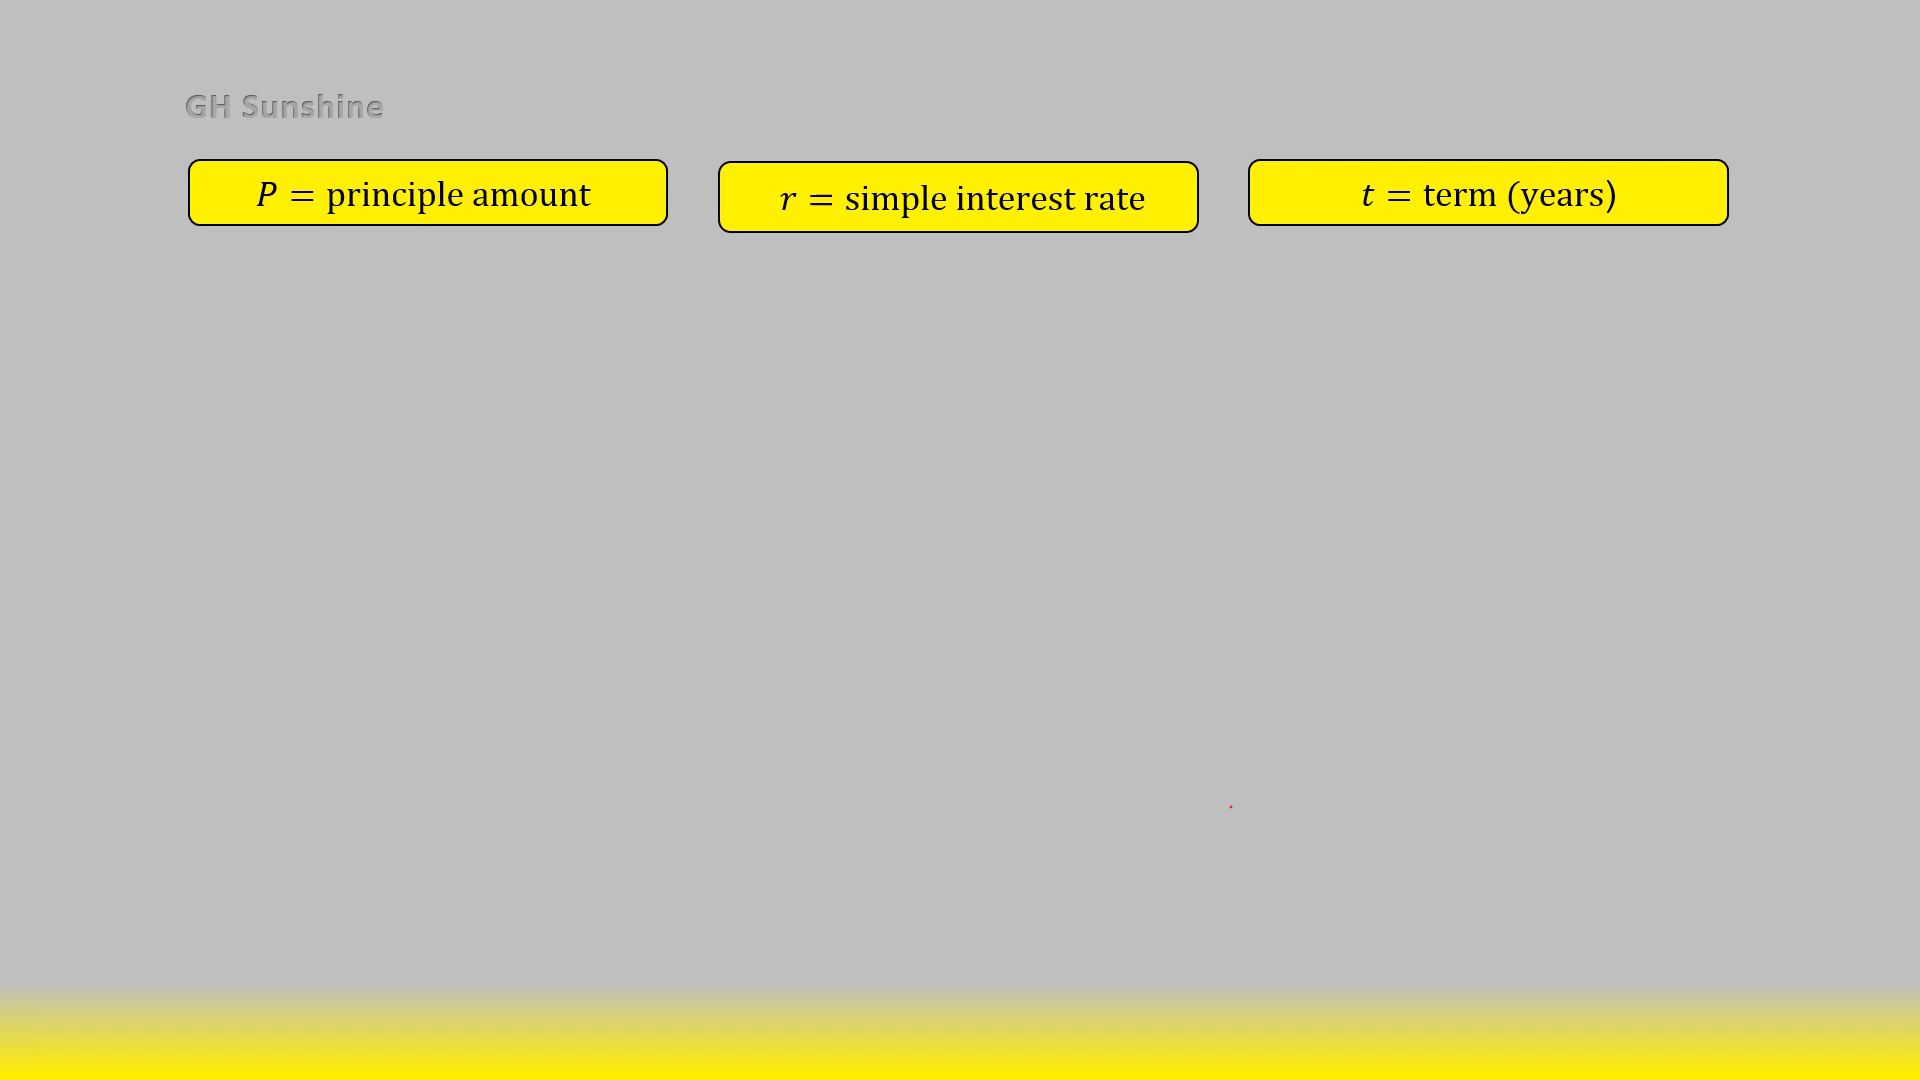 GH Sunshine
P = principle amount
r = simple interest rate
t = term (years)